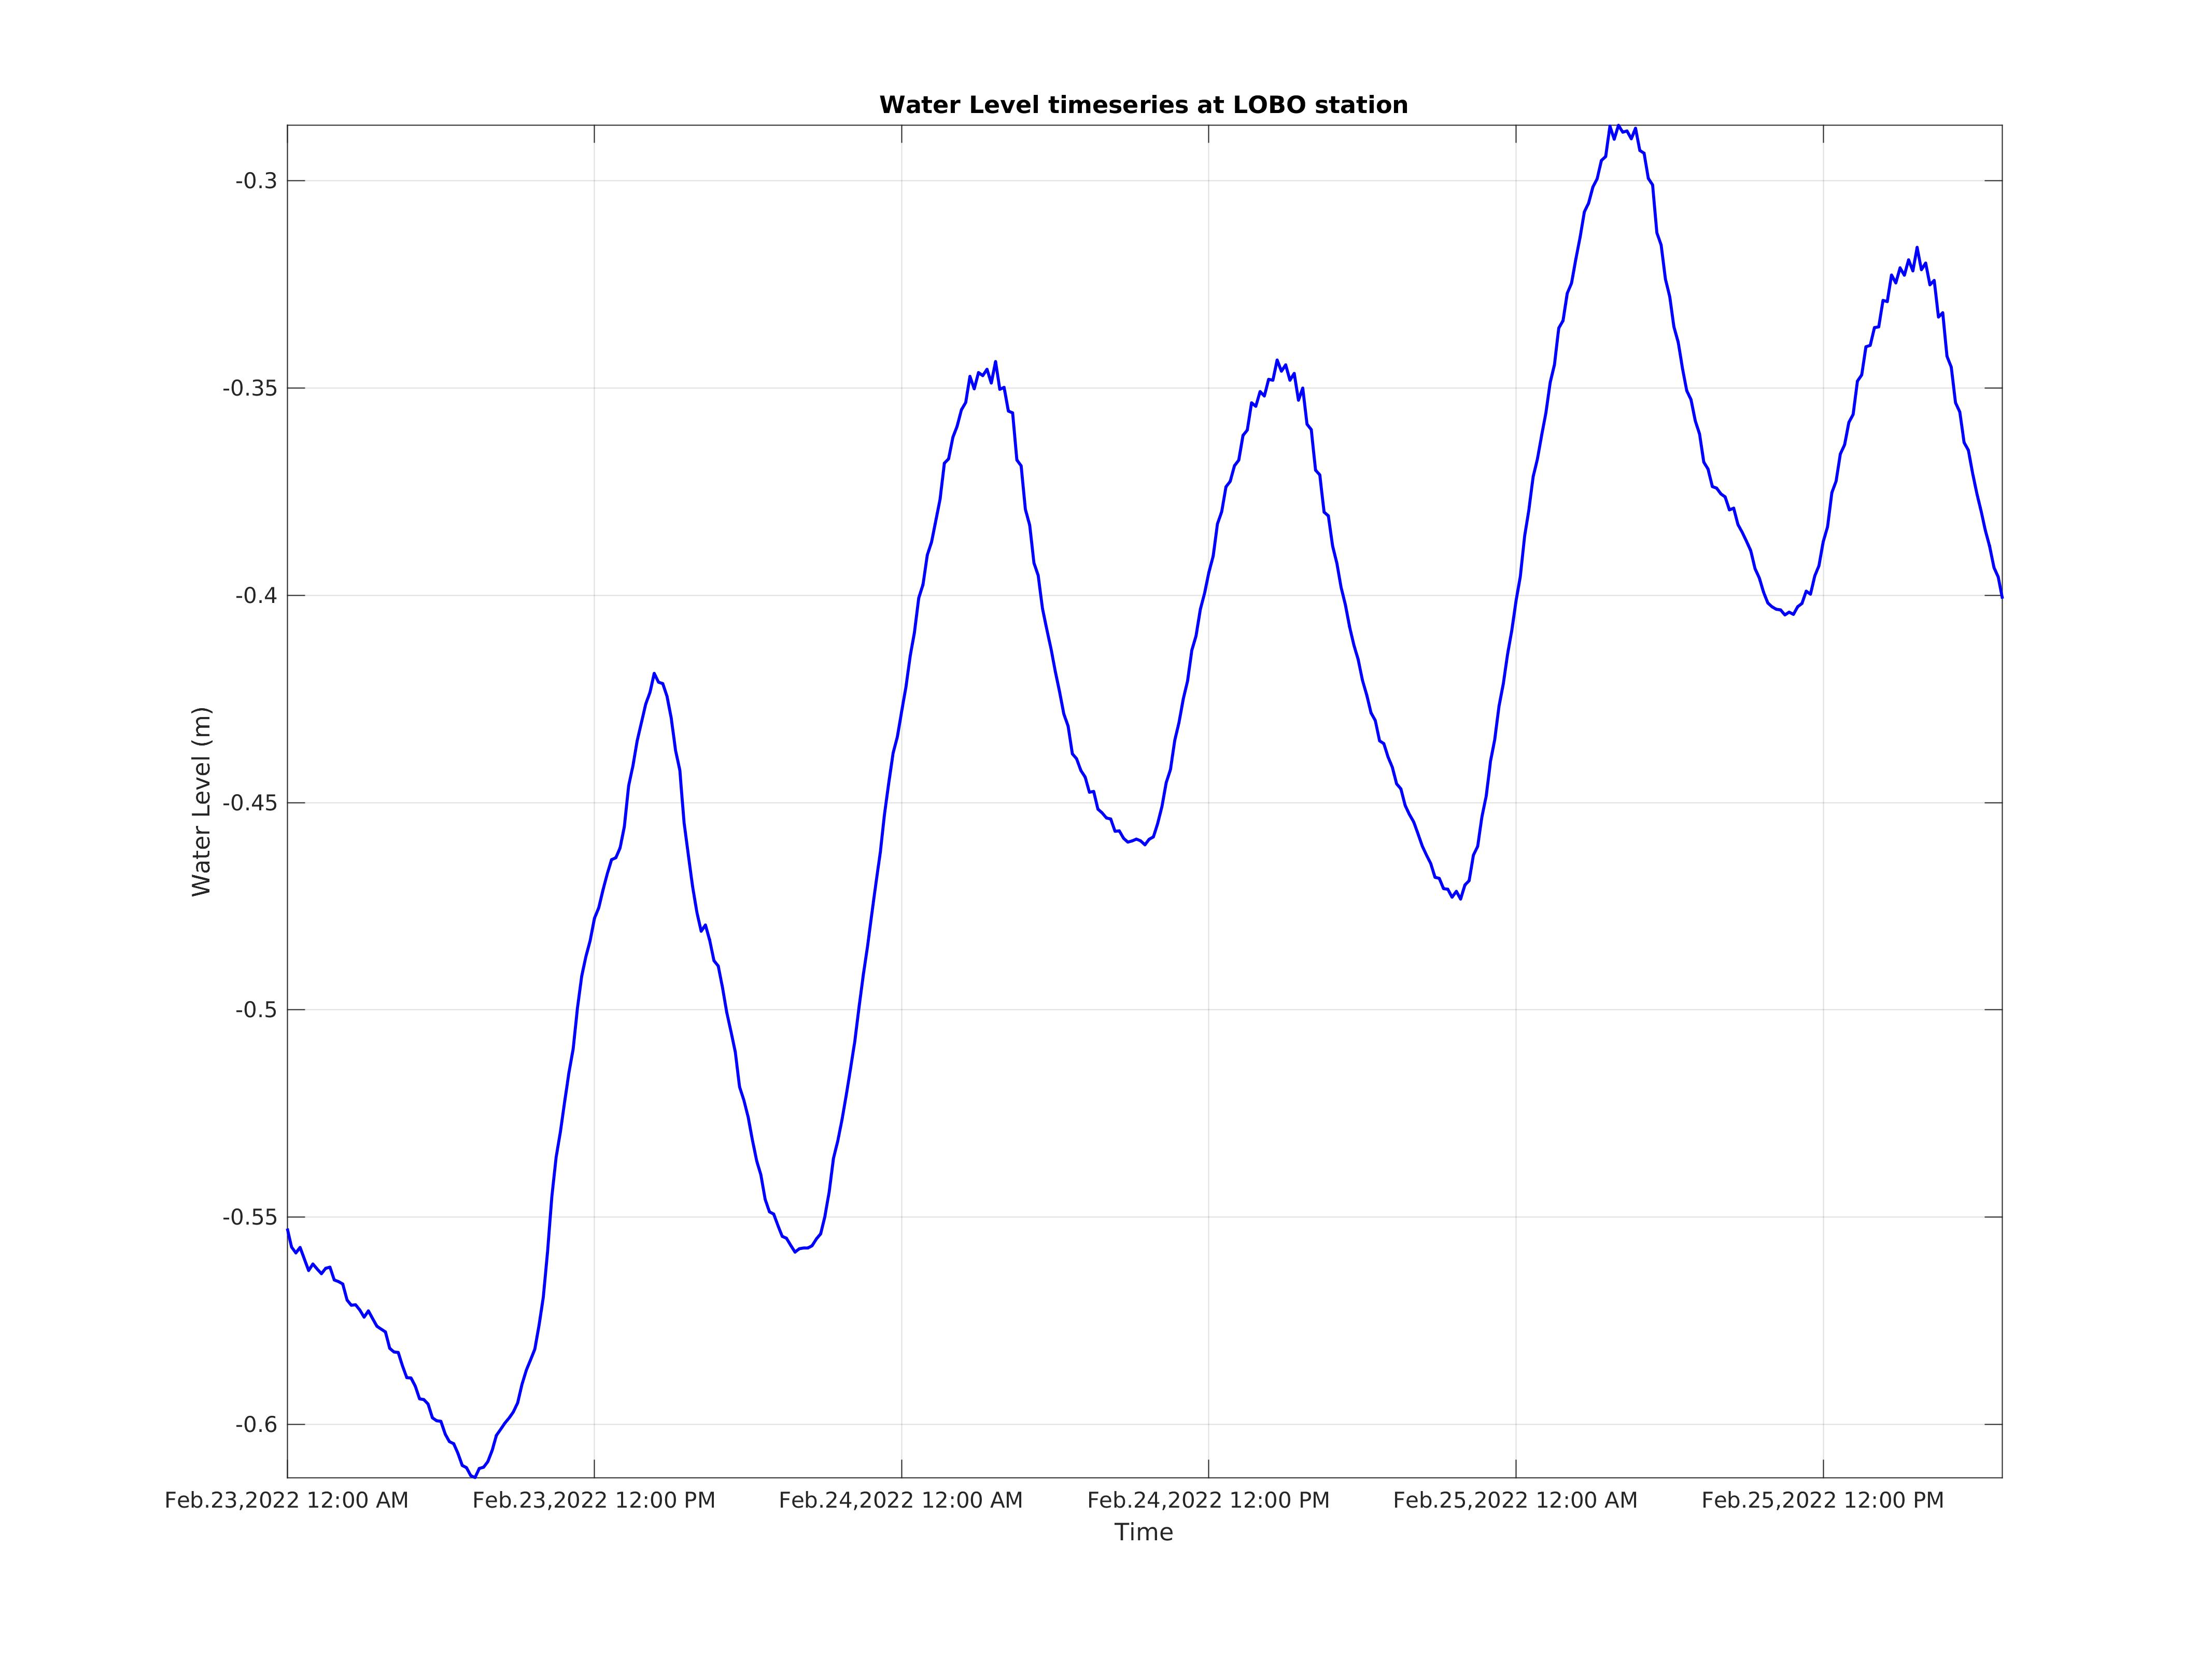 Water Level timeseries at LOBO station
-0.3
-0.35
-0.4
-0.45
-0.5
-0.55
-0.6
Water Level (m)
Feb.23,2022 12:00 AM Feb.23,2022 12:00 PM Feb.24,2022 12:00 AM Feb.24,2022 12:00 PM Feb.25,2022 12:00 AM Feb.25,2022 12:00 PM
Time